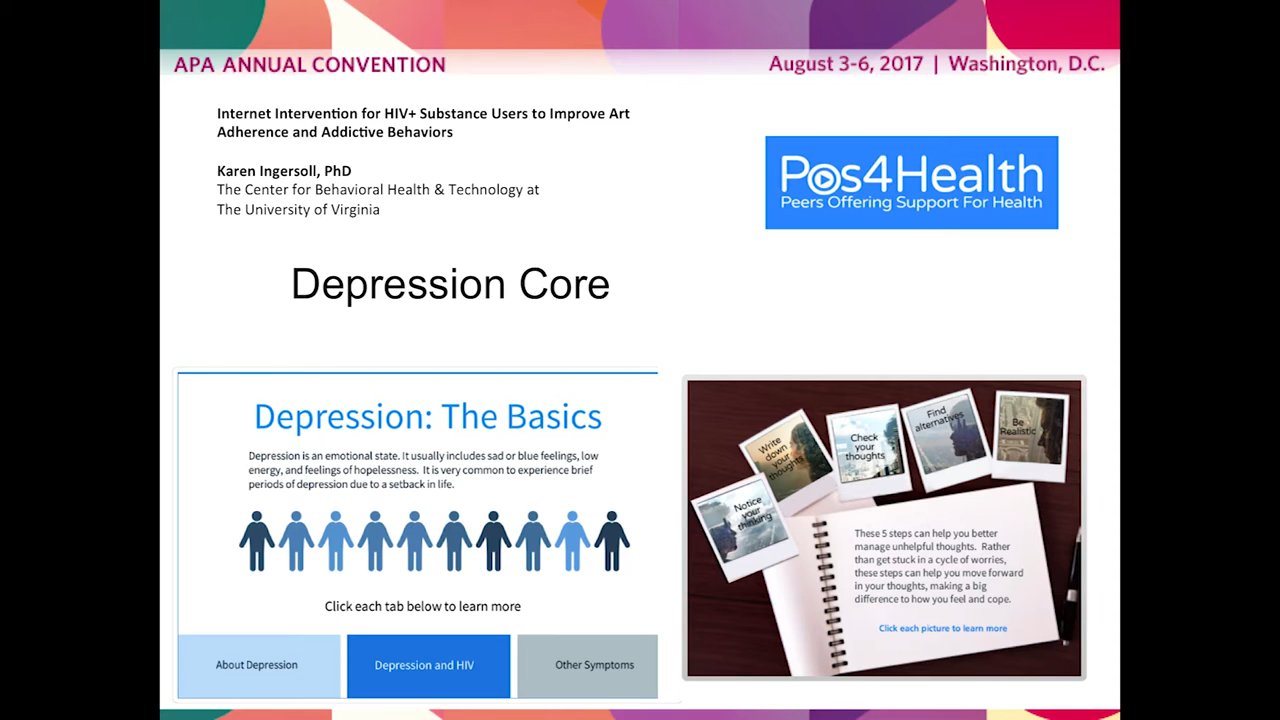 APA ANNUAL CONVENTION
August 3-6, 2017 | Washington, D.C.
Internet Intervention for HIV+ Substance Users to Improve Art
Adherence and Addictive Behaviors
Karen Ingersoll, PhD
The Center for Behavioral Health & Technology at
The University of Virginia
Pos4Health
Peers Offering Support For Health
Depression Core
Depression: The Basics
Depression is an emotional state. It usually includes sad or blue feelings, low
energy, and feelings of hopelessness. It is very common to experience brief
periods of depression due to a setback in life.
Click each tab below to learn more
About Depression
Depression and HIV
Other Symptoms
Notice
your
thinking
Write
down
your
thoughts
Check
your
thoughts
Find
alternatives
Be
Realistic
These 5 steps can help you better
manage unhelpful thoughts. Rather
than get stuck in a cycle of worries,
these steps can help you move forward
in your thoughts, making a big
difference to how you feel and cope.
Click each picture to learn more